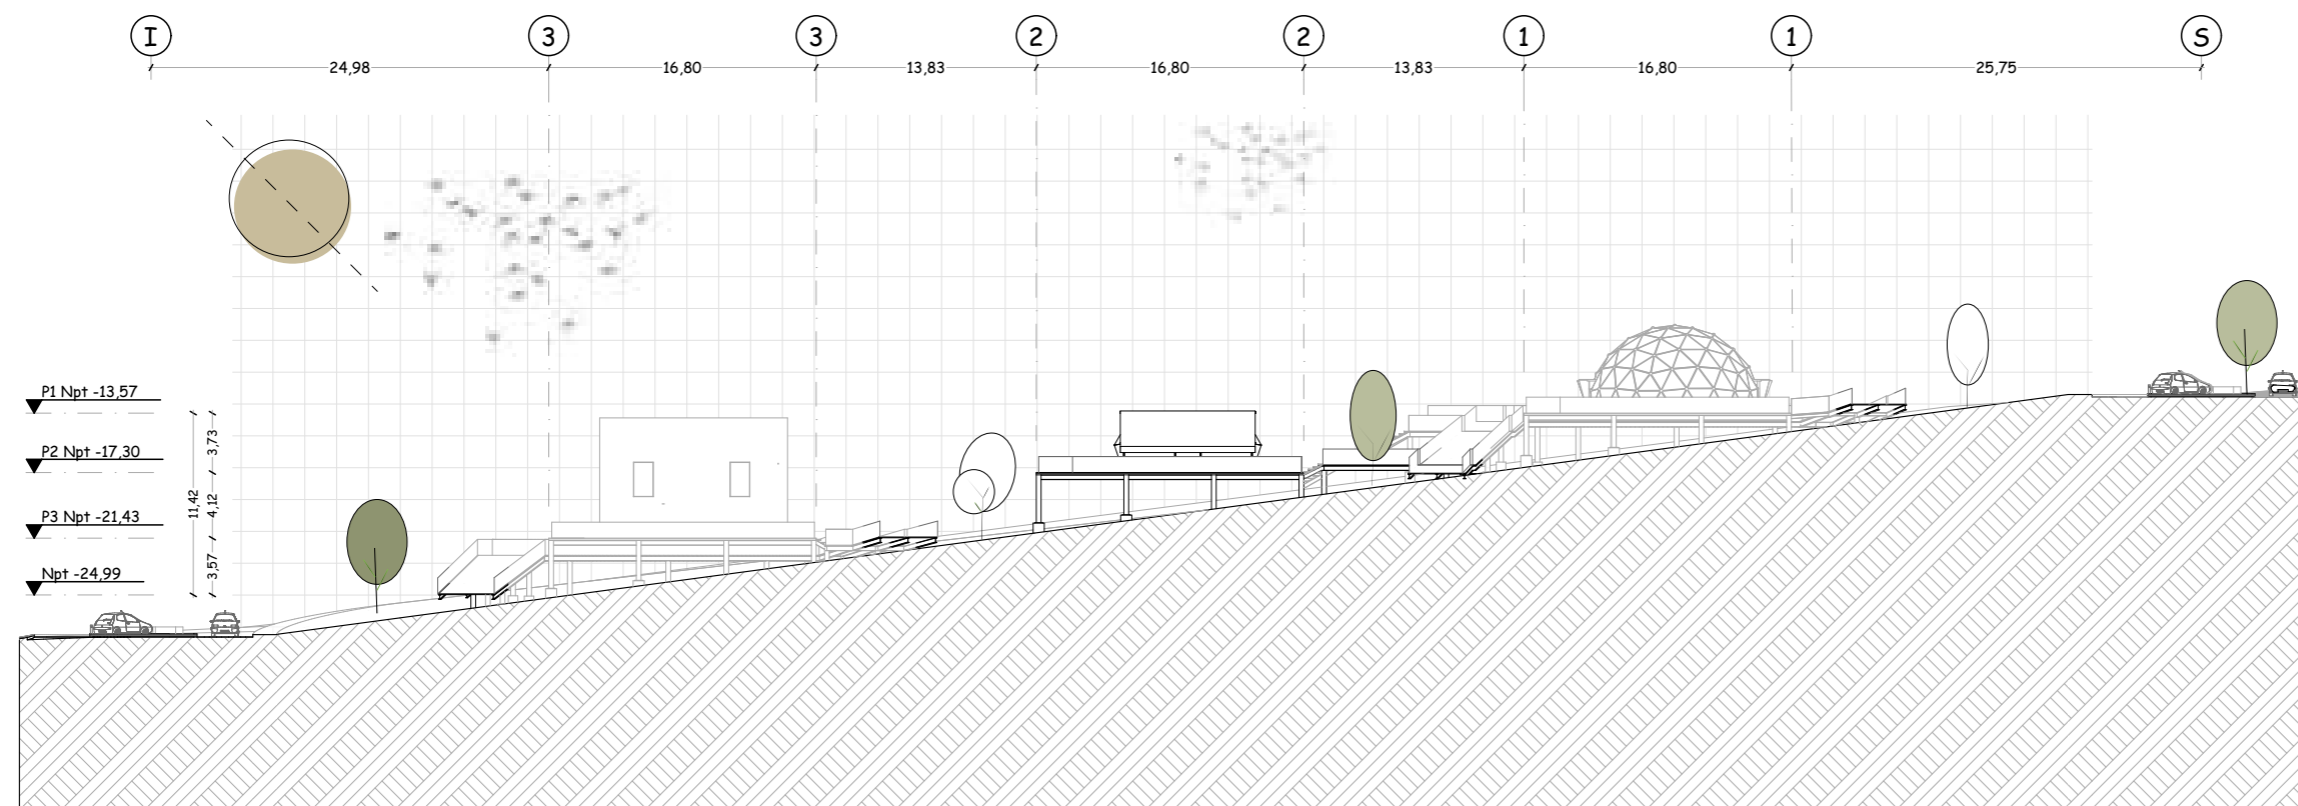 I 3 3 2 2 1 1 S
24,98 16,80 13,83 16,80 13,83 16,80 25,75
P1 Npt -13,57
P2 Npt -17,30
P3 Npt -21,43
Npt -24,99
11,42
3,73
4,12
3,57